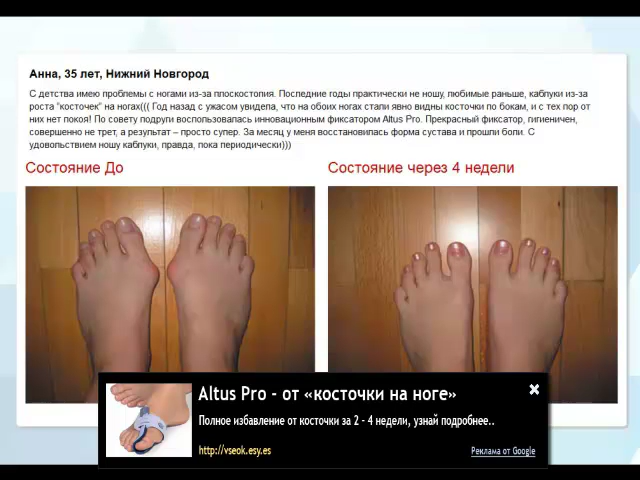 Анна, 35 лет, Нижний Новгород
С детства имею проблемы с ногами из-за плоскостопия. Последние годы практически не ношу, любимые раньше, каблуки из-за
роста "косточек" на ногах((( Год назад с ужасом увидела, что на обоих ногах стали явно видны косточки по бокам, и с тех пор от
них нет покоя! По совету подруги воспользовалась инновационным фиксатором Altus Pro. Прекрасный фиксатор, гигиеничен,
совершенно не трет, а результат – просто супер. За месяц у меня восстановилась форма сустава и прошли боли. С
удовольствием ношу каблуки, правда, пока периодически)))
Состояние До
Состояние через 4 недели
Altus Pro - от «косточки на ноге»
Полное избавление от косточки за 2 - 4 недели, узнай подробнее..
http://vseok.esy.es
Реклама от Google